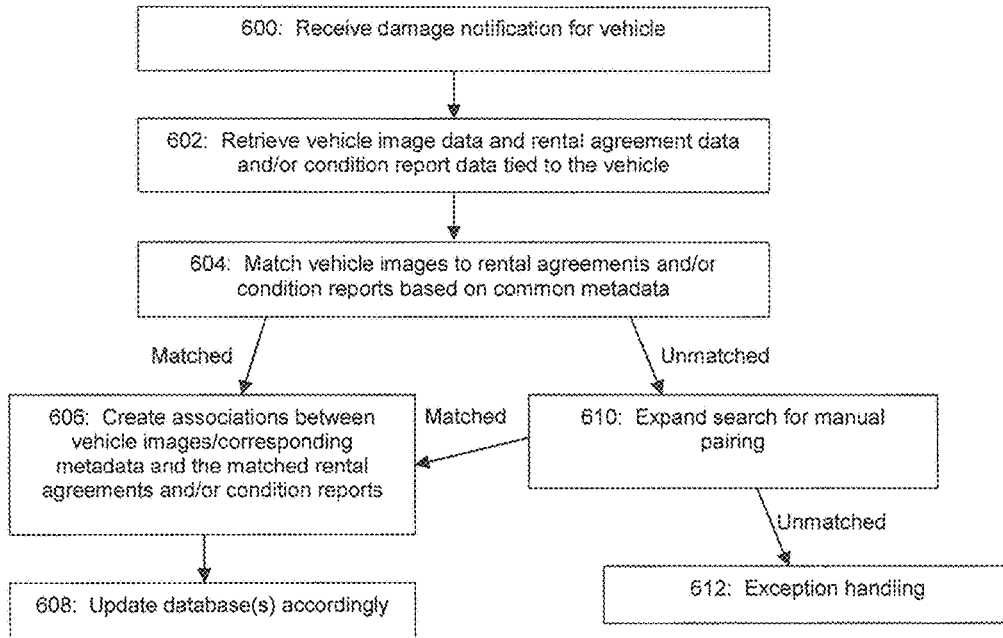 600: Receive damage notification for vehicle
602: Retrieve vehicle image data and rental agreement data
and/or condition report data tied to the vehicle
604: Match vehicle images to rental agreements and/or
condition reports based on common metadata
Matched
Unmatched
606: Create associations between
vehicle images/corresponding
metadata and the matched rental
agreements and/or condition reports
Matched
610: Expand search for manual
pairing
Unmatched
608: Update database(s) accordingly
612: Exception handling